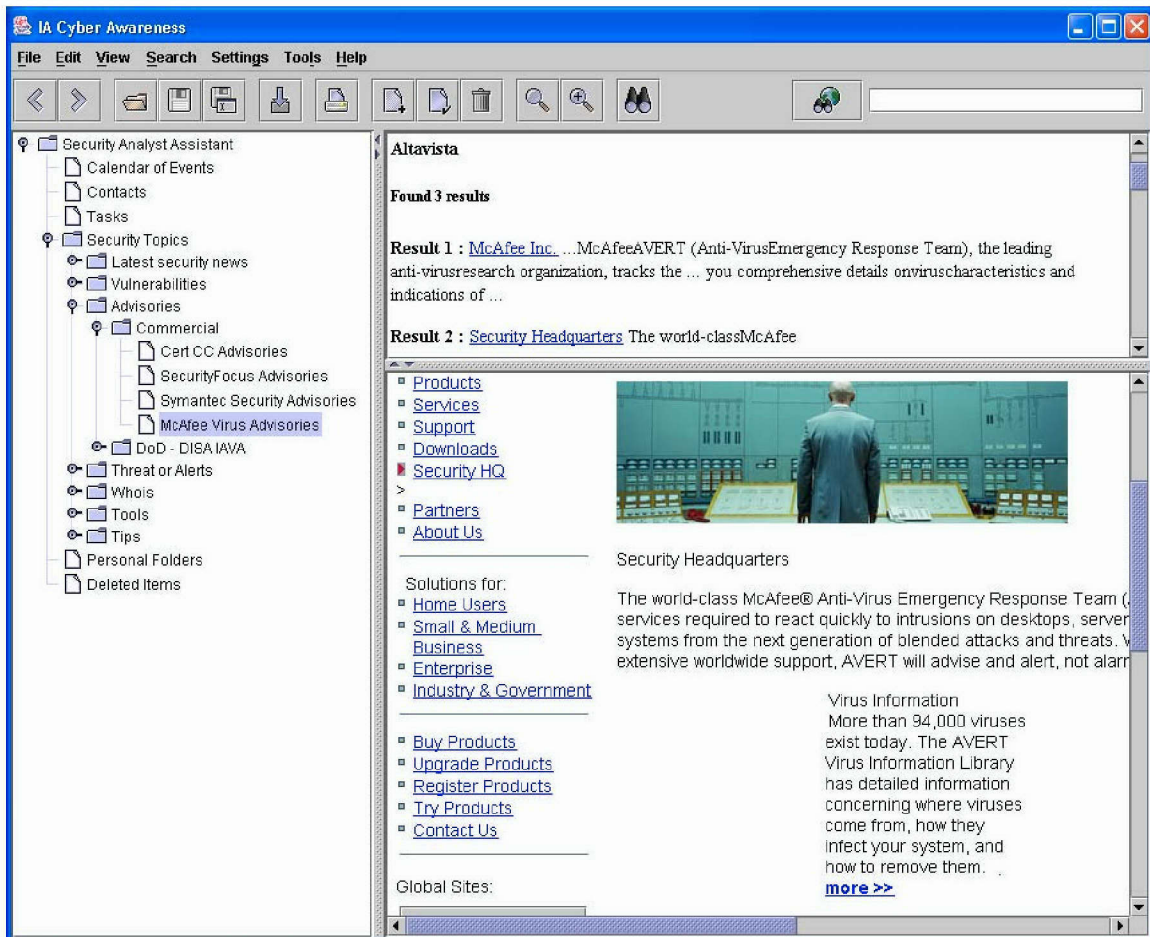 IA Cyber Awareness
File Edit View Search Settings Tools Help
Security Analyst Assistant
Calendar of Events
Contacts
Tasks
Security Topics
Latest security news
Vulnerabilities
Advisories
Commercial
Cert CC Advisories
SecurityFocus Advisories
Symantec Security Advisories
McAfee Virus Advisories
DoD - DISA IAVA
Threat or Alerts
Whois
Tools
Tips
Personal Folders
Deleted Items
Altavista
Found 3 results
Result 1 : McAfee Inc. ...McAfeeAVERT (Anti-VirusEmergency Response Team), the leading
anti-virusresearch organization, tracks the ... you comprehensive details onviruscharacteristics and
indications of ...
Result 2 : Security Headquarters The world-classMcAfee
Products
Services
Support
Downloads
Security HQ
>
Partners
About Us
Solutions for:
Home Users
Small & Medium
Business
Enterprise
Industry & Government
Buy Products
Upgrade Products
Register Products
Try Products
Contact Us
Global Sites:
Security Headquarters
The world-class McAfee® Anti-Virus Emergency Response Team (
services required to react quickly to intrusions on desktops, server
systems from the next generation of blended attacks and threats.
extensive worldwide support, AVERT will advise and alert, not alarr
Virus Information
More than 94,000 viruses
exist today. The AVERT
Virus Information Library
has detailed information
concerning where viruses
come from, how they
infect your system, and
how to remove them.
more >>